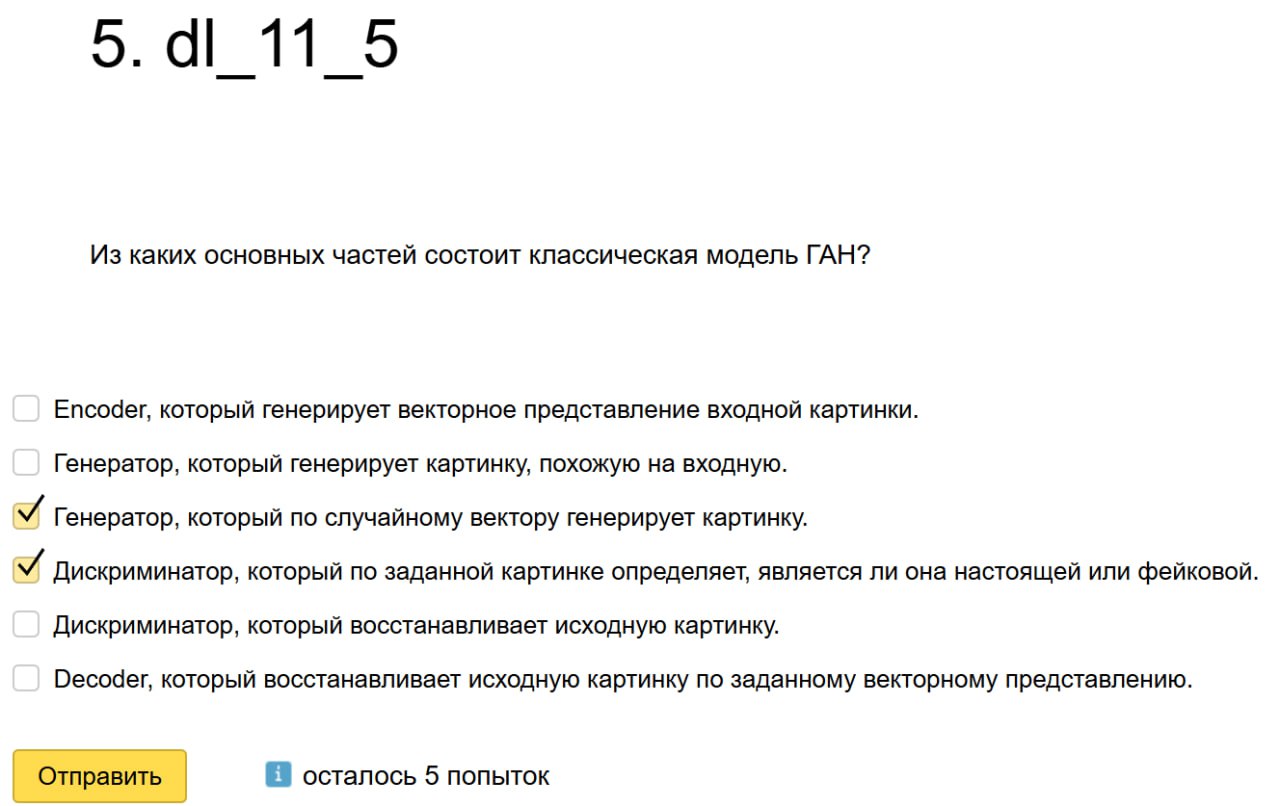 5. dl_11_5
Из каких основных частей состоит классическая модель ГАН?
Encoder, который генерирует векторное представление входной картинки.
Генератор, который генерирует картинку, похожую на входную.
Генератор, который по случайному вектору генерирует картинку.
Дискриминатор, который по заданной картинке определяет, является ли она настоящей или фейковой.
Дискриминатор, который восстанавливает исходную картинку.
Decoder, который восстанавливает исходную картинку по заданному векторному представлению.
Отправить
i осталось 5 попыток